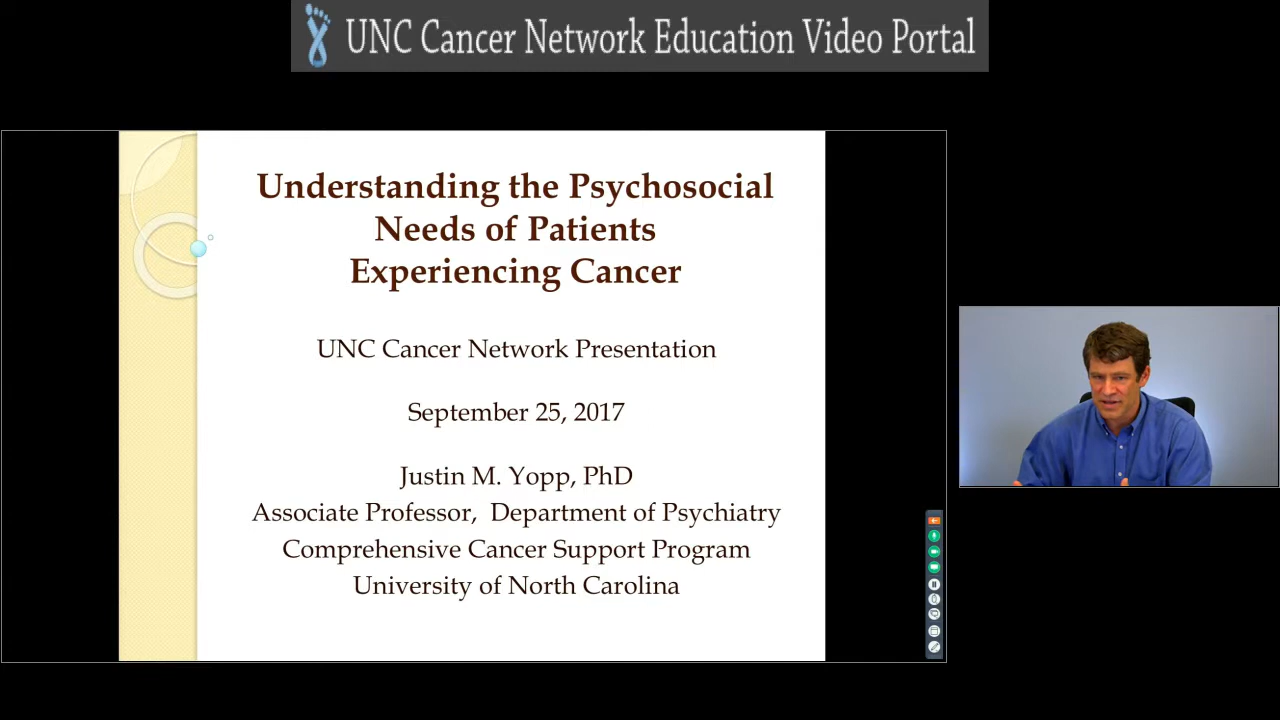 UNC Cancer Network Education Video Portal
Understanding the Psychosocial
Needs of Patients
Experiencing Cancer
UNC Cancer Network Presentation
September 25, 2017
Justin M. Yopp, PhD
Associate Professor, Department of Psychiatry
Comprehensive Cancer Support Program
University of North Carolina